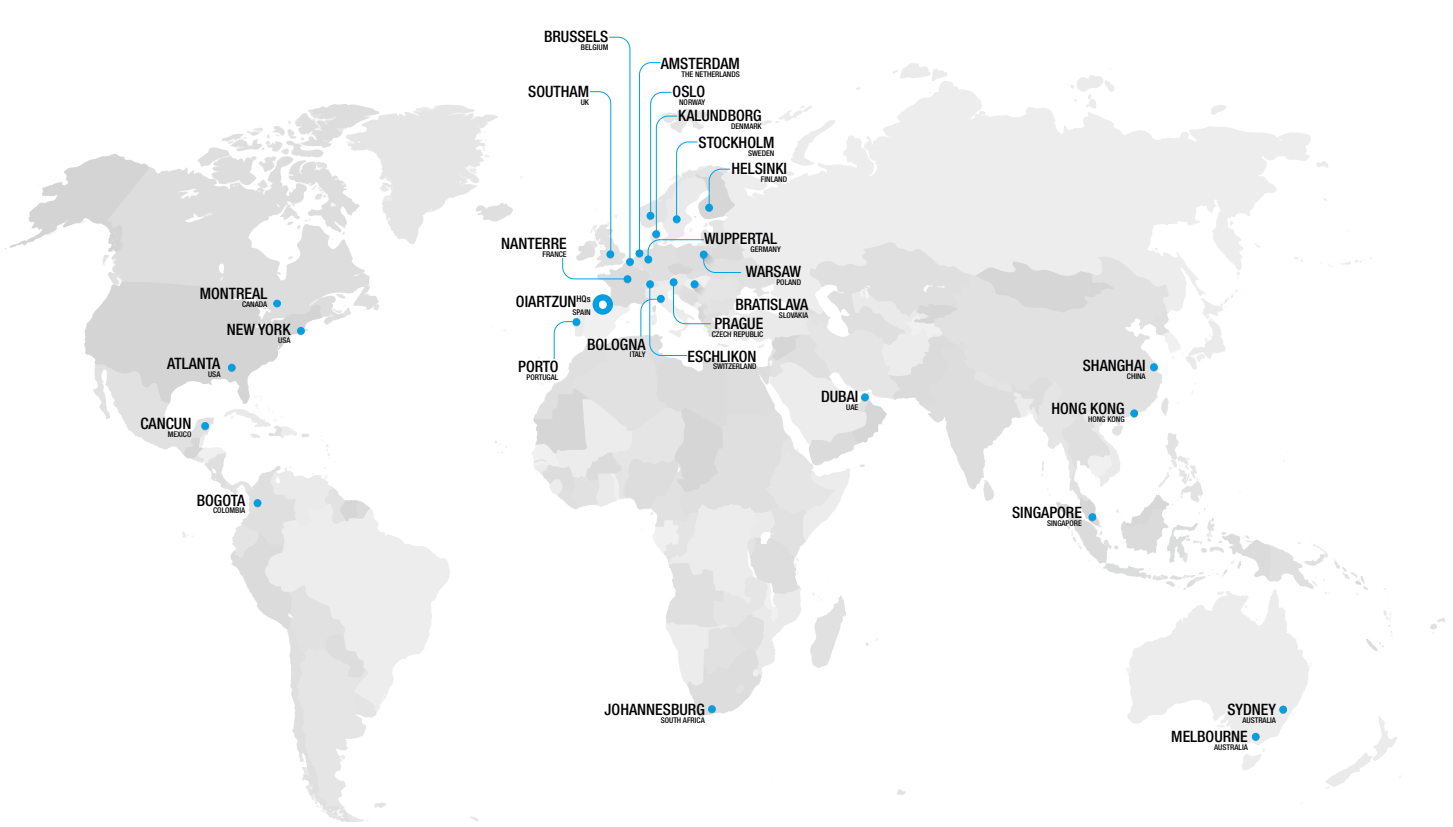 BRUSSELS
BELGIUM
AMSTERDAM
THE NETHERLANDS
SOUTHAM
UK
OSLO
NORWAY
KALUNDBORG
DENMARK
STOCKHOLM
SWEDEN
HELSINKI
FINLAND
NANTERRE
FRANCE
WUPPERTAL
GERMANY
WARSAW
POLAND
OIARTZUN HQs
SPAIN
BRATISLAVA
SLOVAKIA
PRAGUE
CZECH REPUBLIC
BOLOGNA
ITALY
ESCHLIKON
SWITZERLAND
PORTO
PORTUGAL
MONTREAL
CANADA
NEW YORK
USA
ATLANTA
USA
CANCUN
MEXICO
BOGOTA
COLOMBIA
DUBAI
UAE
SHANGHAI
CHINA
HONG KONG
HONG KONG
SINGAPORE
SINGAPORE
JOHANNESBURG
SOUTH AFRICA
SYDNEY
AUSTRALIA
MELBOURNE
AUSTRALIA